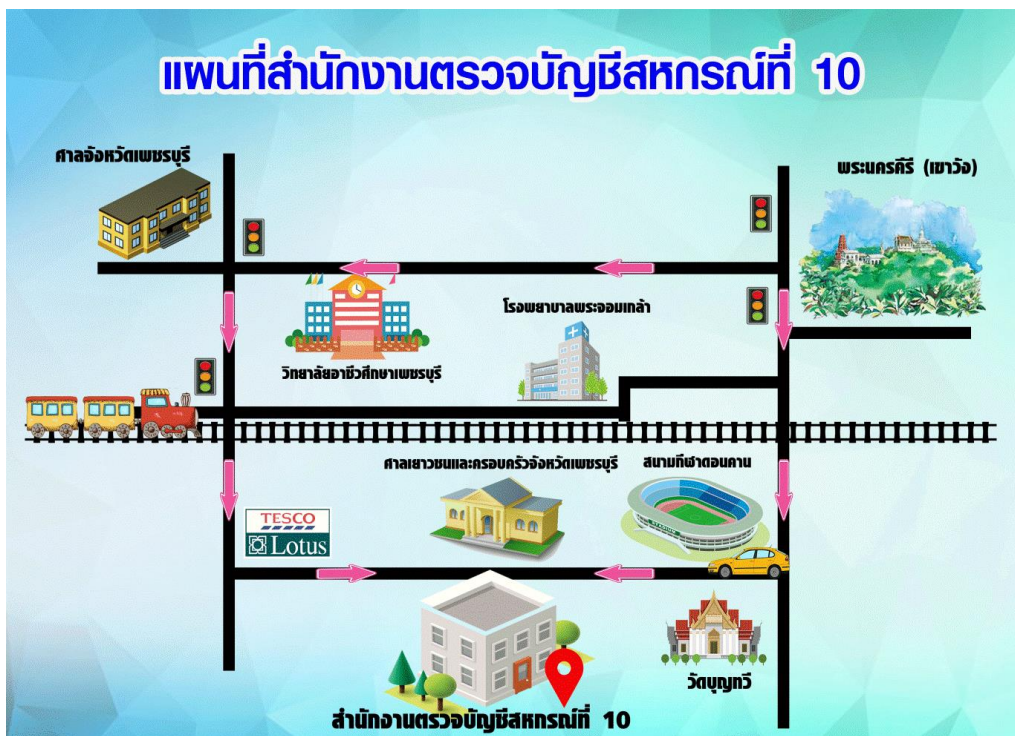 แผนที่สำนักงานตรวจบัญชีสหกรณ์ที่ 10
ศาลจังหวัดเพชรบุรี
พระนครคีรี (เขาวัง)
โรงพยาบาลพระจอมเกล้า
วิทยาลัยอาชีวศึกษาเพชรบุรี
ศาลเยาวชนและครอบครัวจังหวัดเพชรบุรี
สนามกีฬาดอนคาน
TESCO
Lotus
STADIUM
วัดบุญทวี
สำนักงานตรวจบัญชีสหกรณ์ที่ 10